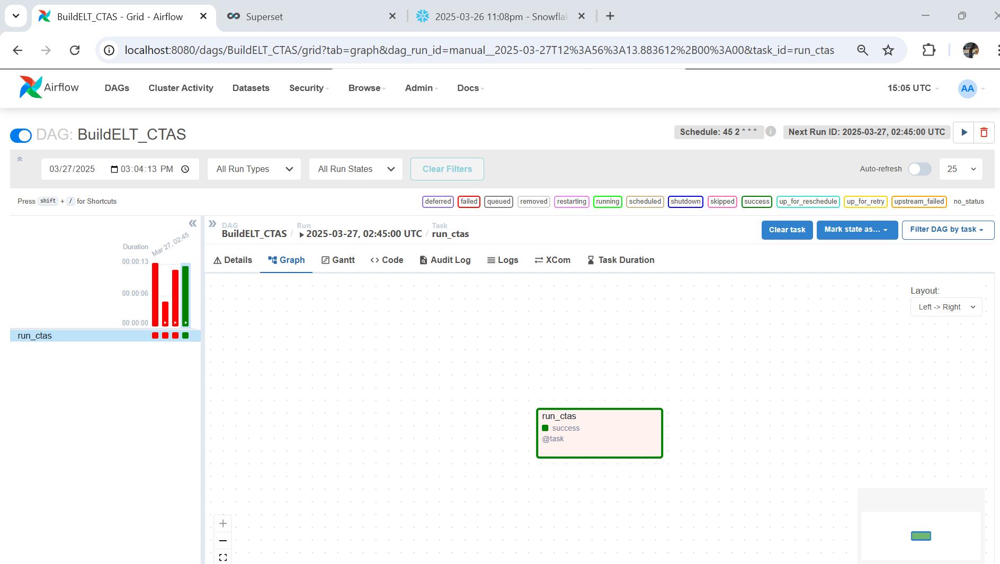 BuildELT_CTAS - Grid - Airflow
Superset
2025-03-26 11:08pm - Snowflak
localhost:8080/dags/BuildELT_CTAS/grid?tab=graph&dag_run_id=manual__2025-03-27T12%3A56%3A13.883612%2B00%3A00&task_id=run_ctas
Airflow DAGs Cluster Activity Datasets Security Browse Admin Docs 15:05 UTC AA
DAG: BuildELT_CTAS
Schedule: 45 2 * * * Next Run ID: 2025-03-27, 02:45:00 UTC
03/27/2025 03:04:13 PM All Run Types All Run States Clear Filters Auto-refresh 25
Press shift + / for Shortcuts
deferred failed queued removed restarting running scheduled shutdown skipped success up_for_reschedule up_for_retry upstream_failed no_status
Mar 27, 02:45
Duration
00:00:13
00:00:06
00:00:00
run_ctas
DAG Run Task
BuildELT_CTAS / 2025-03-27, 02:45:00 UTC / run_ctas
Clear task Mark state as... Filter DAG by task
Details Graph Gantt Code Audit Log Logs XCom Task Duration
Layout:
Left -> Right
run_ctas
success
@task